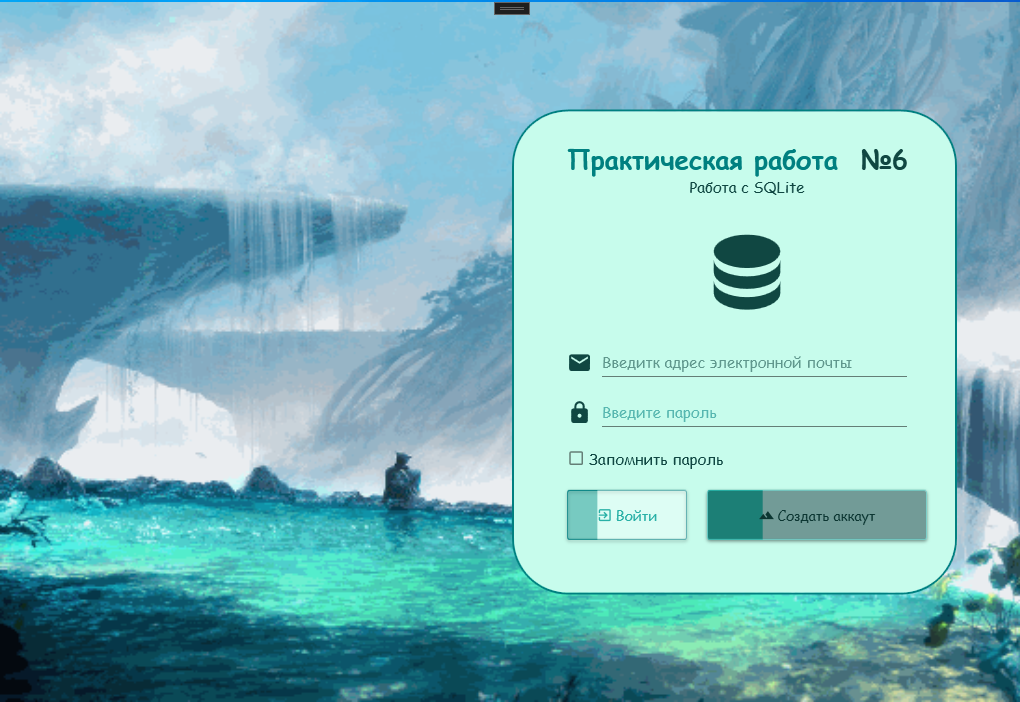 Практическая работа №6
Работа с SQLite
Введитк адрес электронной почты
Введите пароль
Запомнить пароль
Войти
Создать аккаут